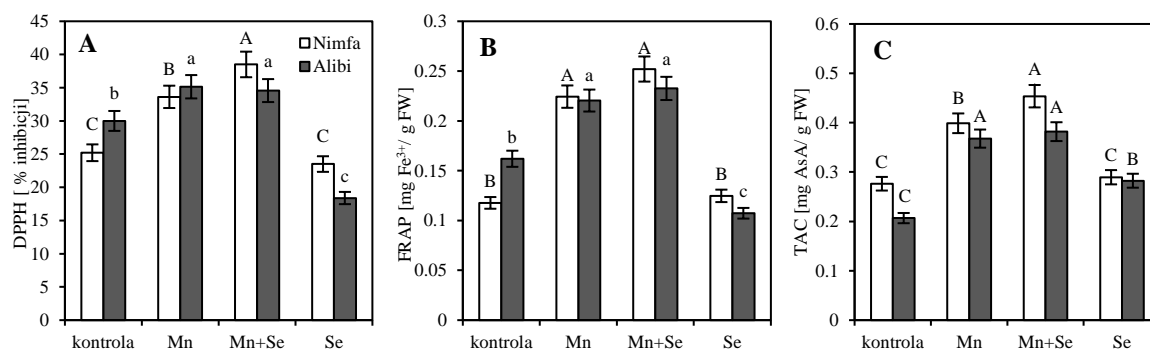 A
DPPH [ % inhibicji]
45
40
35
30
25
20
15
10
5
0
C
b
B
a
A
a
C
c
Nimfa
Alibi
kontrola Mn Mn+Se Se
B
FRAP [mg Fe³⁺/ g FW]
0.3
0.25
0.2
0.15
0.1
0.05
0
B
b
A
a
A
a
B
c
kontrola Mn Mn+Se Se
C
TAC [mg AsA/ g FW]
0.6
0.5
0.4
0.3
0.2
0.1
0
C
C
B
A
A
A
C
B
kontrola Mn Mn+Se Se